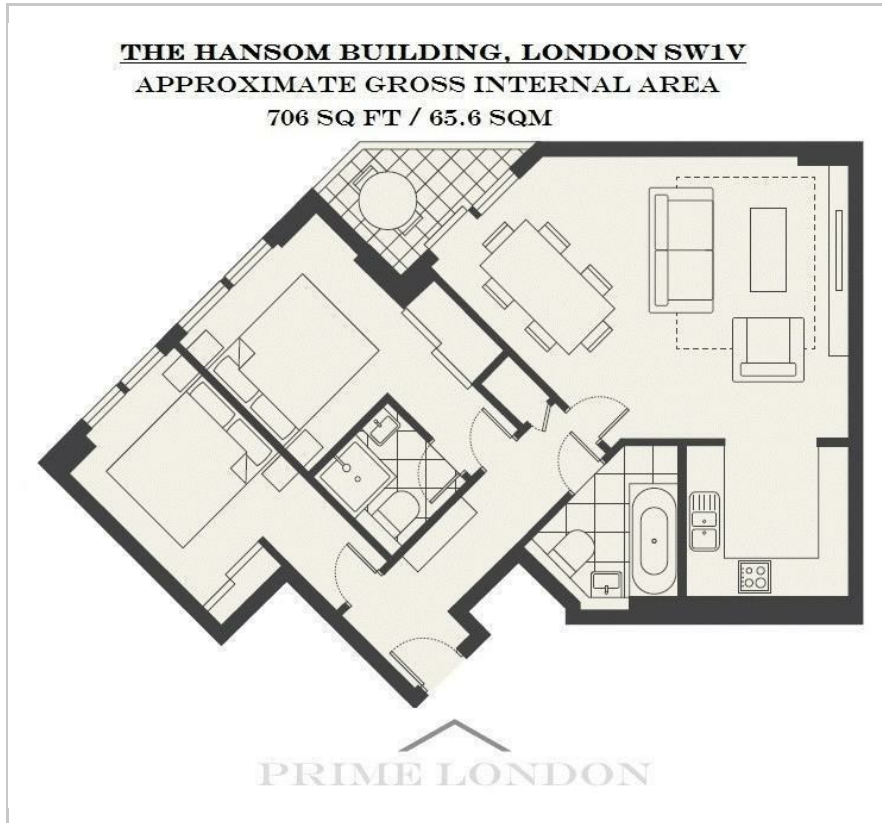 THE HANSOM BUILDING, LONDON SW1V
APPROXIMATE GROSS INTERNAL AREA
706 SQ FT / 65.6 SQM
PRIME LONDON